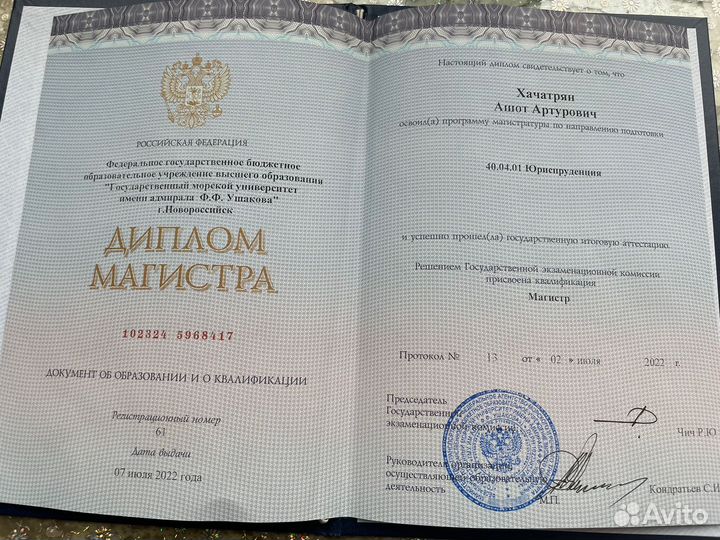 РОССИЙСКАЯ ФЕДЕРАЦИЯ
Федеральное государственное бюджетное
образовательное учреждение высшего образования
"Государственный морской университет
имени адмирала Ф.Ф. Ушакова"
г.Новороссийск
ДИПЛОМ
МАГИСТРА
102324 5968417
ДОКУМЕНТ ОБ ОБРАЗОВАНИИ И О КВАЛИФИКАЦИИ
Регистрационный номер
61
Дата выдачи
07 июля 2022 года
Настоящий диплом свидетельствует о том, что
Хачатрян
Ашот Артурович
освоил(а) программу магистратуры по направлению подготовки
40.04.01 Юриспруденция
и успешно прошел(ла) государственную итоговую аттестацию.
Решением Государственной экзаменационной комиссии
присвоена квалификация
Магистр
Протокол № 13 от « 02 » июля 2022 г.
Председатель
Государственной
экзаменационной комиссии
Чич Р.Ю
Руководитель организации,
осуществляющей образовательную
деятельность
М.П.
Кондратьев С.И
Avito